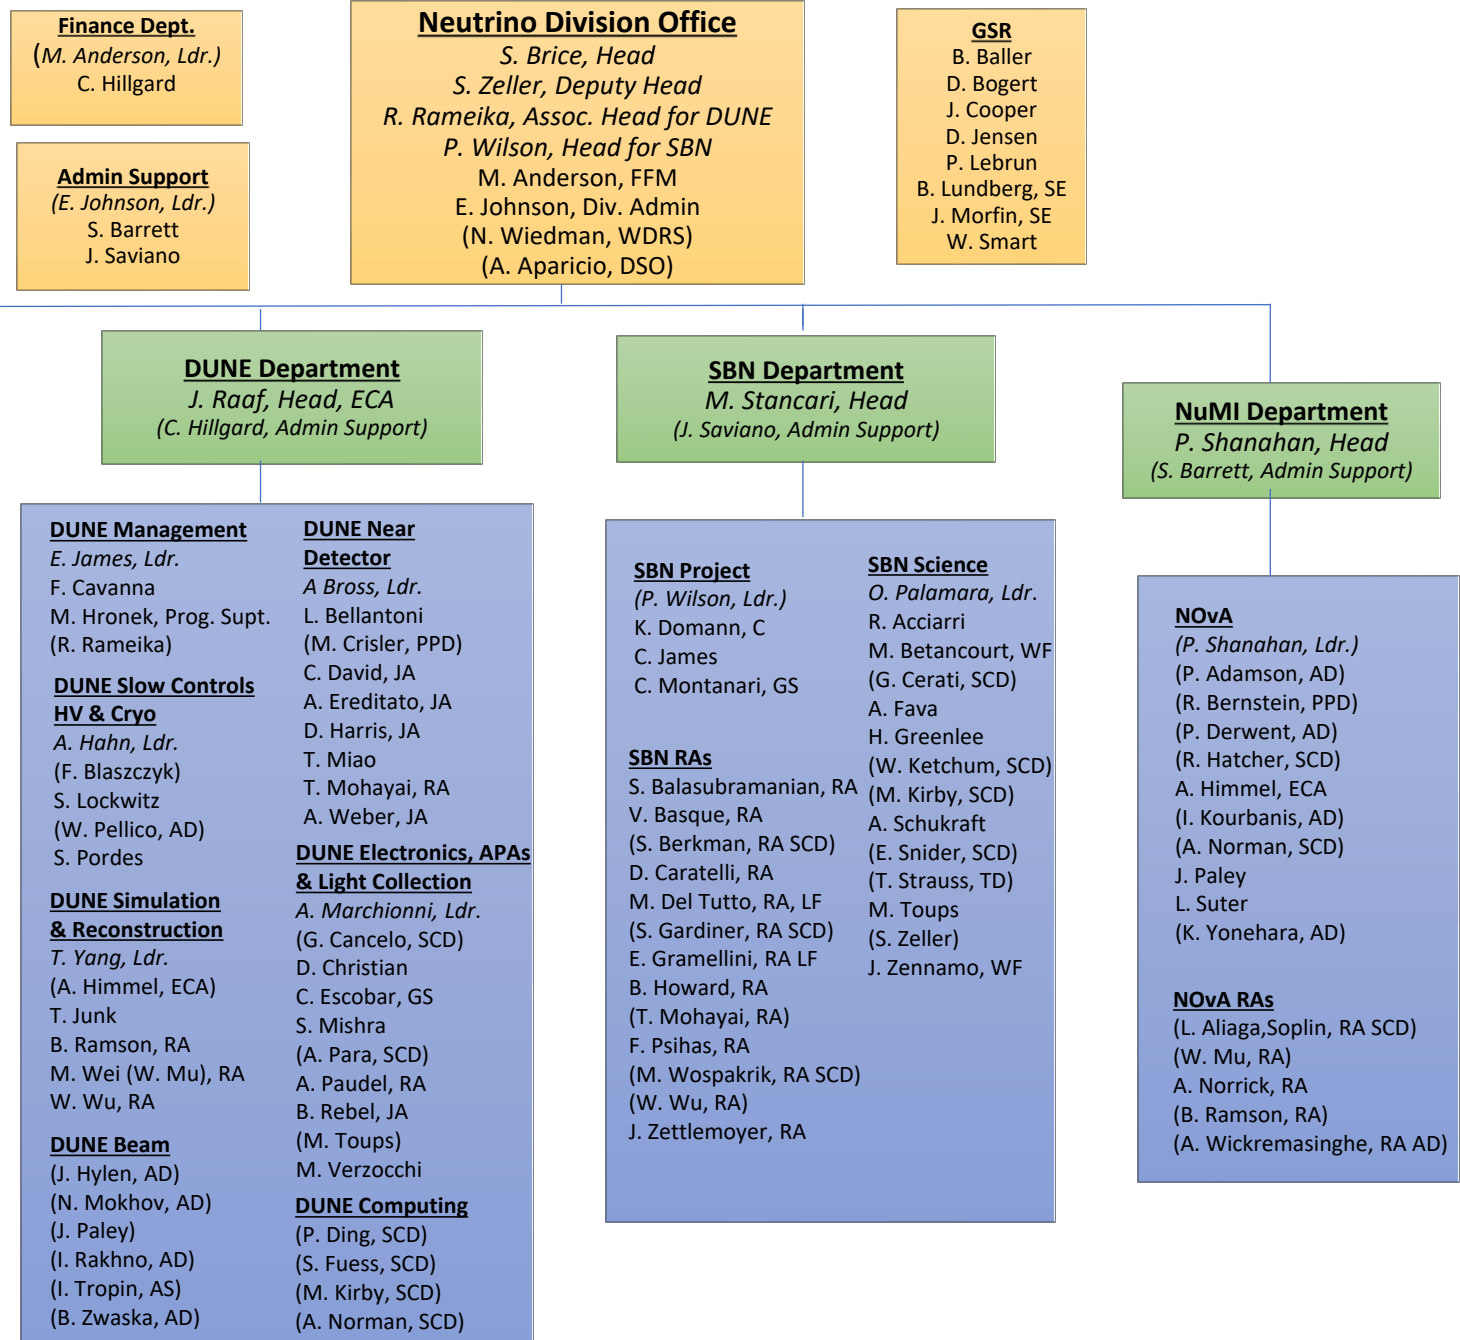 Finance Dept.
(M. Anderson, Ldr.)
C. Hillgard
Admin Support
(E. Johnson, Ldr.)
S. Barrett
J. Saviano
Neutrino Division Office
S. Brice, Head
S. Zeller, Deputy Head
R. Rameika, Assoc. Head for DUNE
P. Wilson, Head for SBN
M. Anderson, FFM
E. Johnson, Div. Admin
(N. Wiedman, WDRS)
(A. Aparicio, DSO)
GSR
B. Baller
D. Bogert
J. Cooper
D. Jensen
P. Lebrun
B. Lundberg, SE
J. Morfin, SE
W. Smart
DUNE Department
J. Raaf, Head, ECA
(C. Hillgard, Admin Support)
SBN Department
M. Stancari, Head
(J. Saviano, Admin Support)
NuMI Department
P. Shanahan, Head
(S. Barrett, Admin Support)
DUNE Management
E. James, Ldr.
F. Cavanna
M. Hronek, Prog. Supt.
(R. Rameika)
DUNE Slow Controls
HV & Cryo
A. Hahn, Ldr.
(F. Blaszczyk)
S. Lockwitz
(W. Pellico, AD)
S. Pordes
DUNE Simulation
& Reconstruction
T. Yang, Ldr.
(A. Himmel, ECA)
T. Junk
B. Ramson, RA
M. Wei (W. Mu), RA
W. Wu, RA
DUNE Beam
(J. Hylen, AD)
(N. Mokhov, AD)
(J. Paley)
(I. Rakhno, AD)
(I. Tropin, AS)
(B. Zwaska, AD)
DUNE Near
Detector
A Bross, Ldr.
L. Bellantoni
(M. Crisler, PPD)
C. David, JA
A. Ereditato, JA
D. Harris, JA
T. Miao
T. Mohayai, RA
A. Weber, JA
DUNE Electronics, APAs
& Light Collection
A. Marchionni, Ldr.
(G. Cancelo, SCD)
D. Christian
C. Escobar, GS
S. Mishra
(A. Para, SCD)
A. Paudel, RA
B. Rebel, JA
(M. Toups)
M. Verzocchi
DUNE Computing
(P. Ding, SCD)
(S. Fuess, SCD)
(M. Kirby, SCD)
(A. Norman, SCD)
SBN Project
(P. Wilson, Ldr.)
K. Domann, C
C. James
C. Montanari, GS
SBN RAs
S. Balasubramanian, RA
V. Basque, RA
(S. Berkman, RA SCD)
D. Caratelli, RA
M. Del Tutto, RA, LF
(S. Gardiner, RA SCD)
E. Gramellini, RA LF
B. Howard, RA
(T. Mohayai, RA)
F. Psihas, RA
(M. Wospakrik, RA SCD)
(W. Wu, RA)
J. Zettlemoyer, RA
SBN Science
O. Palamara, Ldr.
R. Acciarri
M. Betancourt, WF
(G. Cerati, SCD)
A. Fava
H. Greenlee
(W. Ketchum, SCD)
(M. Kirby, SCD)
A. Schukraft
(E. Snider, SCD)
(T. Strauss, TD)
M. Toups
(S. Zeller)
J. Zennamo, WF
NOvA
(P. Shanahan, Ldr.)
(P. Adamson, AD)
(R. Bernstein, PPD)
(P. Derwent, AD)
(R. Hatcher, SCD)
A. Himmel, ECA
(I. Kourbanis, AD)
(A. Norman, SCD)
J. Paley
L. Suter
(K. Yonehara, AD)
NOvA RAs
(L. Aliaga,Soplin, RA SCD)
(W. Mu, RA)
A. Norrick, RA
(B. Ramson, RA)
(A. Wickremasinghe, RA AD)